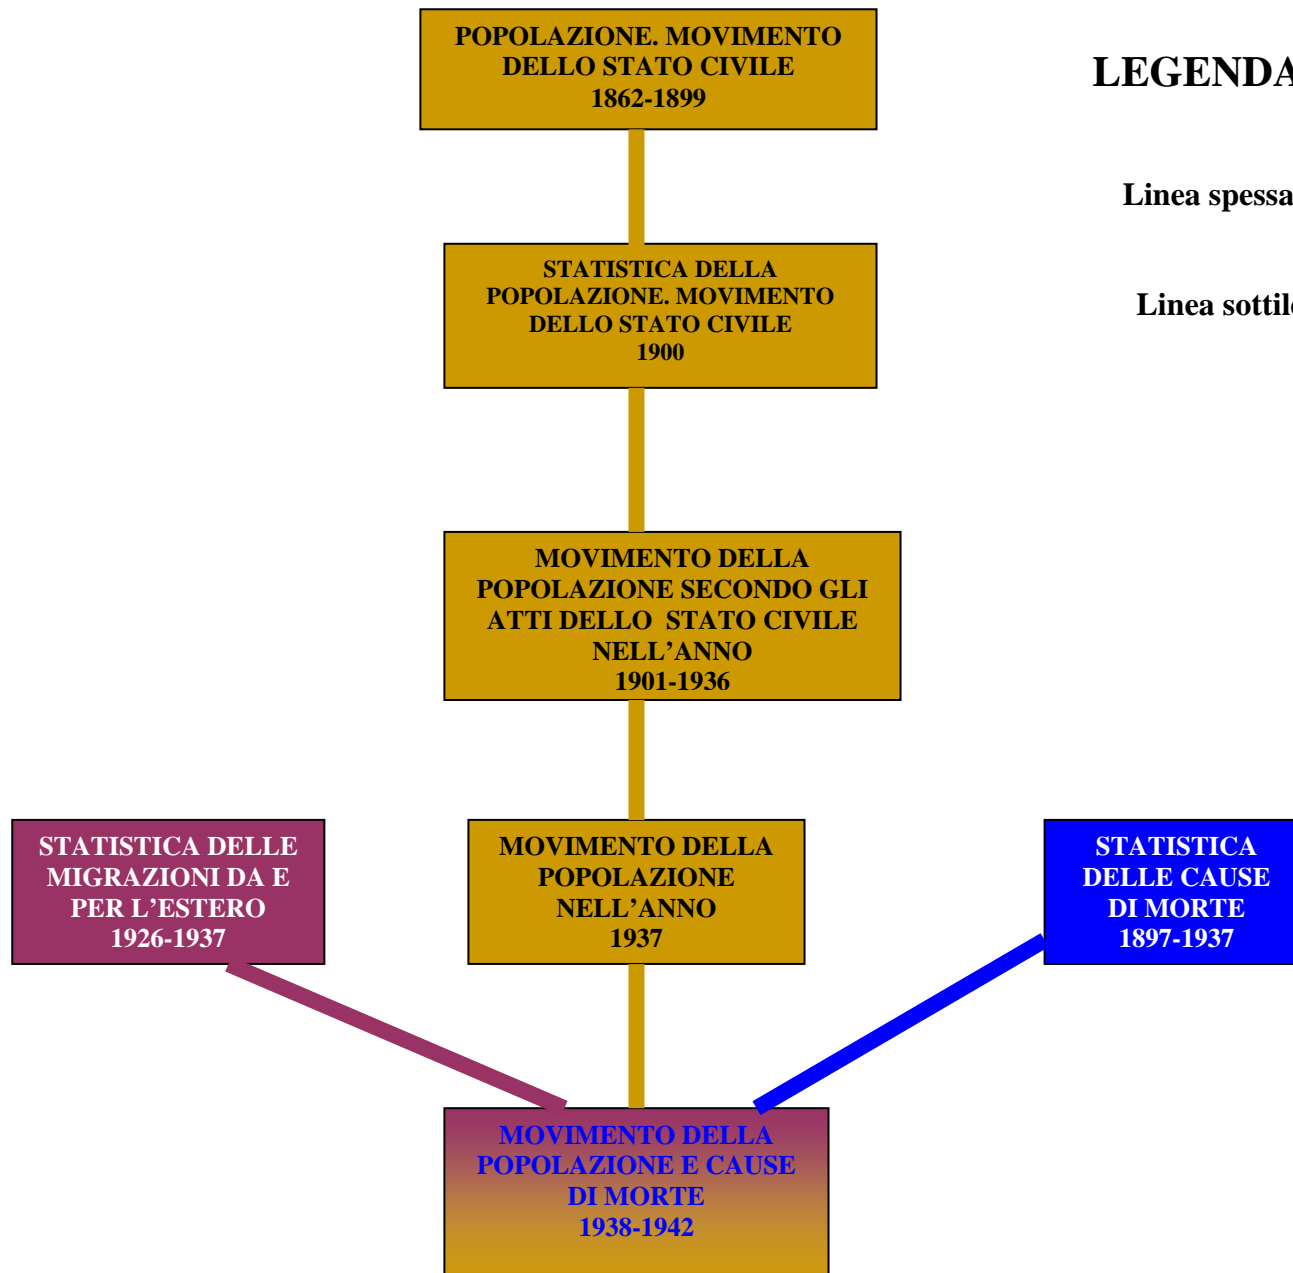 POPOLAZIONE. MOVIMENTO
DELLO STATO CIVILE
1862-1899
LEGENDA
Linea spessa
STATISTICA DELLA
POPOLAZIONE. MOVIMENTO
DELLO STATO CIVILE
1900
Linea sottile
MOVIMENTO DELLA
POPOLAZIONE SECONDO GLI
ATTI DELLO STATO CIVILE
NELL’ANNO
1901-1936
STATISTICA DELLE
MIGRAZIONI DA E
PER L’ESTERO
1926-1937
MOVIMENTO DELLA
POPOLAZIONE
NELL’ANNO
1937
STATISTICA
DELLE CAUSE
DI MORTE
1897-1937
MOVIMENTO DELLA
POPOLAZIONE E CAUSE
DI MORTE
1938-1942